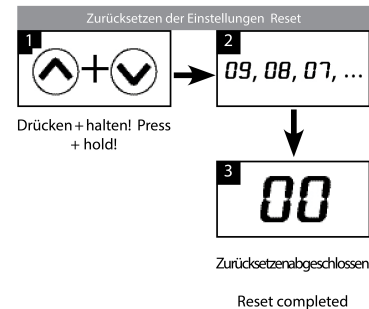 Zurücksetzen der Einstellungen Reset
1
+
Drücken + halten! Press
+ hold!
2
09, 08, 07, ...
3
00
Zurücksetzenabgeschlossen
Reset completed